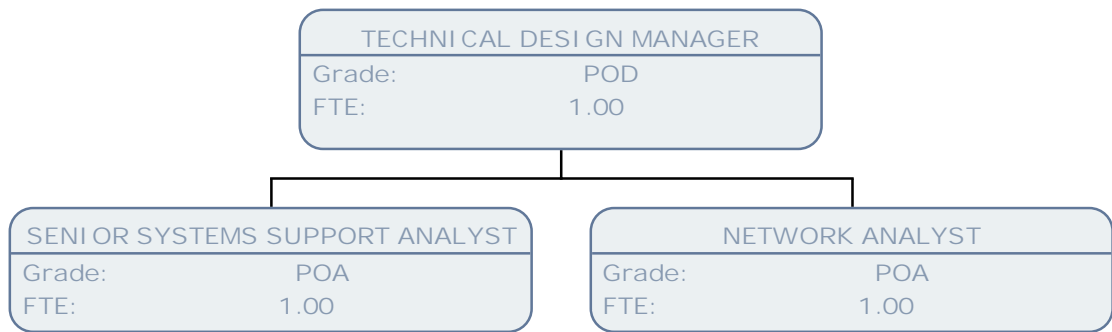 TECHNICAL DESIGN MANAGER
Grade: POD
FTE: 1.00
SENIOR SYSTEMS SUPPORT ANALYST
Grade: POA
FTE: 1.00
NETWORK ANALYST
Grade: POA
FTE: 1.00